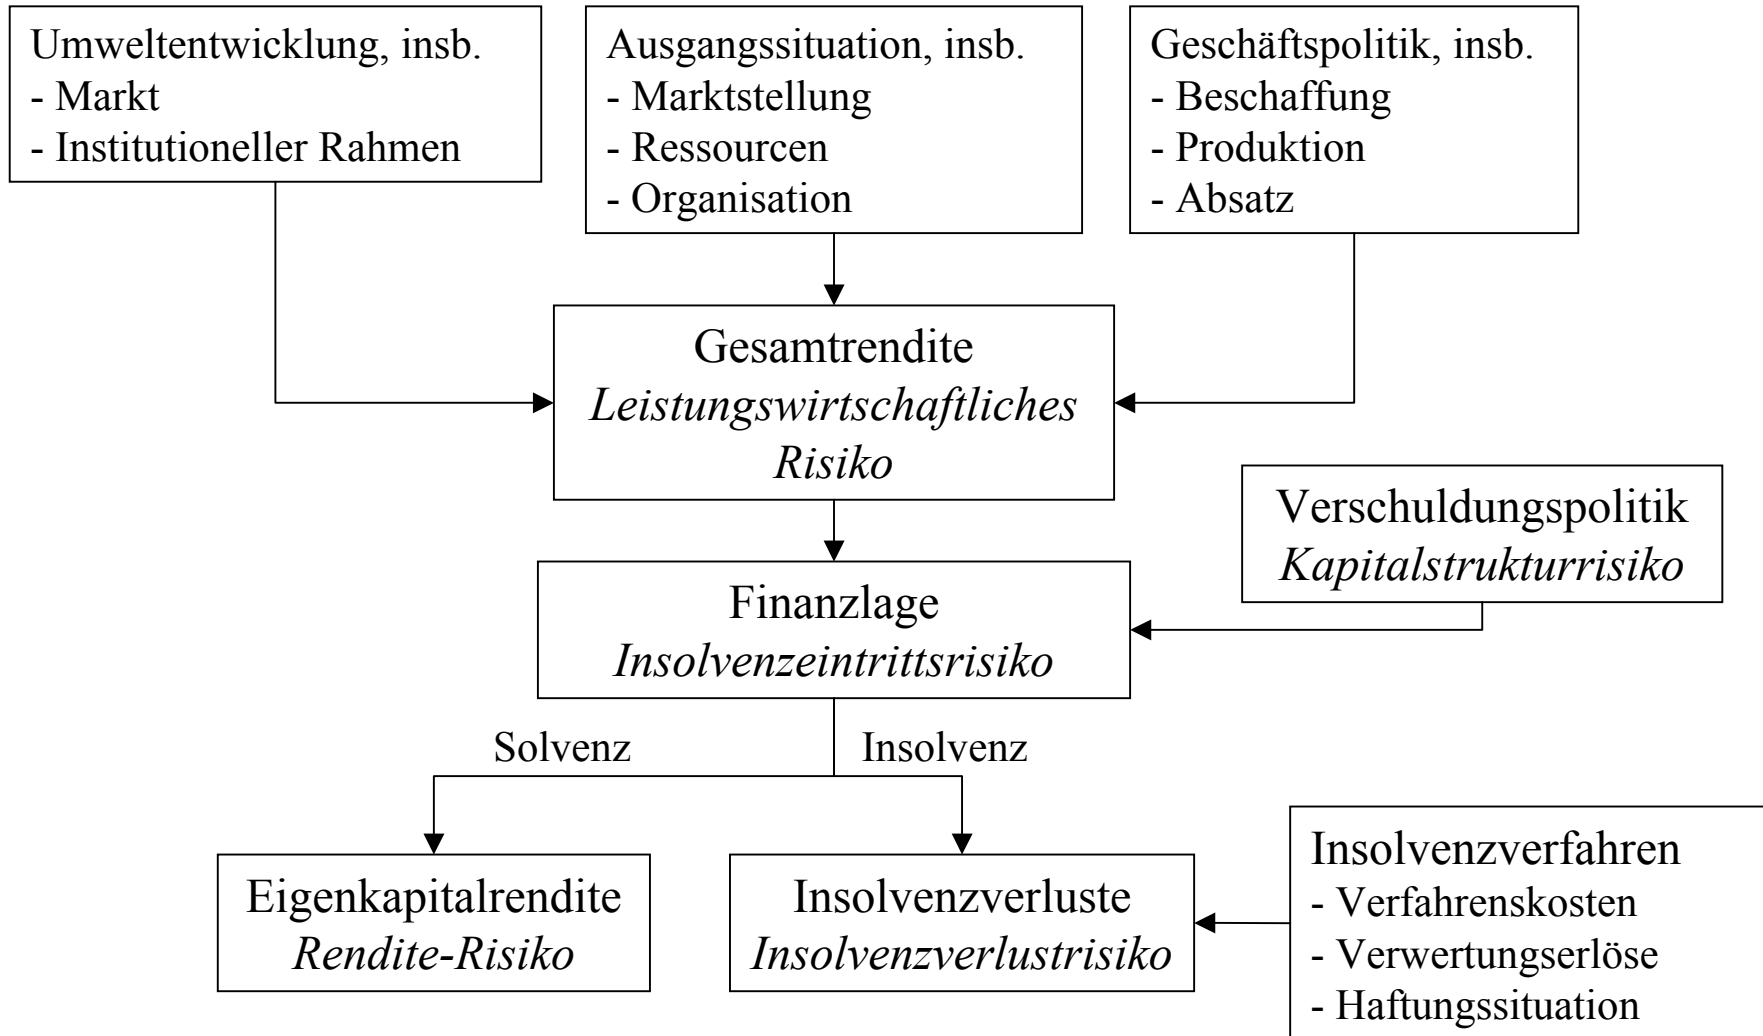 Umweltentwicklung, insb.
- Markt
- Institutioneller Rahmen
Ausgangssituation, insb.
- Marktstellung
- Ressourcen
- Organisation
Geschäftspolitik, insb.
- Beschaffung
- Produktion
- Absatz
Gesamtrendite
Leistungswirtschaftliches
Risiko
Verschuldungspolitik
Kapitalstrukturrisiko
Finanzlage
Insolvenzeintrittsrisiko
Solvenz
Insolvenz
Eigenkapitalrendite
Rendite-Risiko
Insolvenzverluste
Insolvenzverlustrisiko
Insolvenzverfahren
- Verfahrenskosten
- Verwertungserlöse
- Haftungssituation